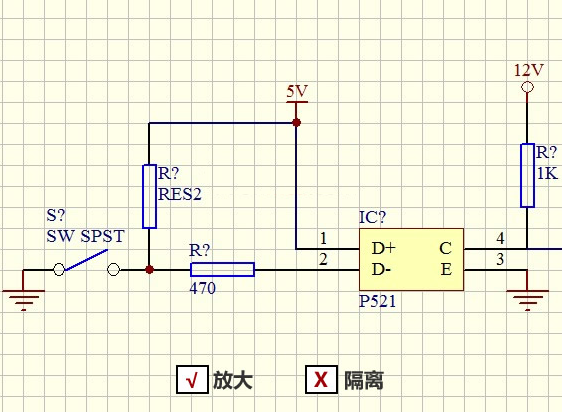 12V
5V
R?
RES2
R?
1K
S?
SW SPST
IC?
R?
470
1
2
D+
D-
C
E
4
3
P521
√ 放大
X 隔离